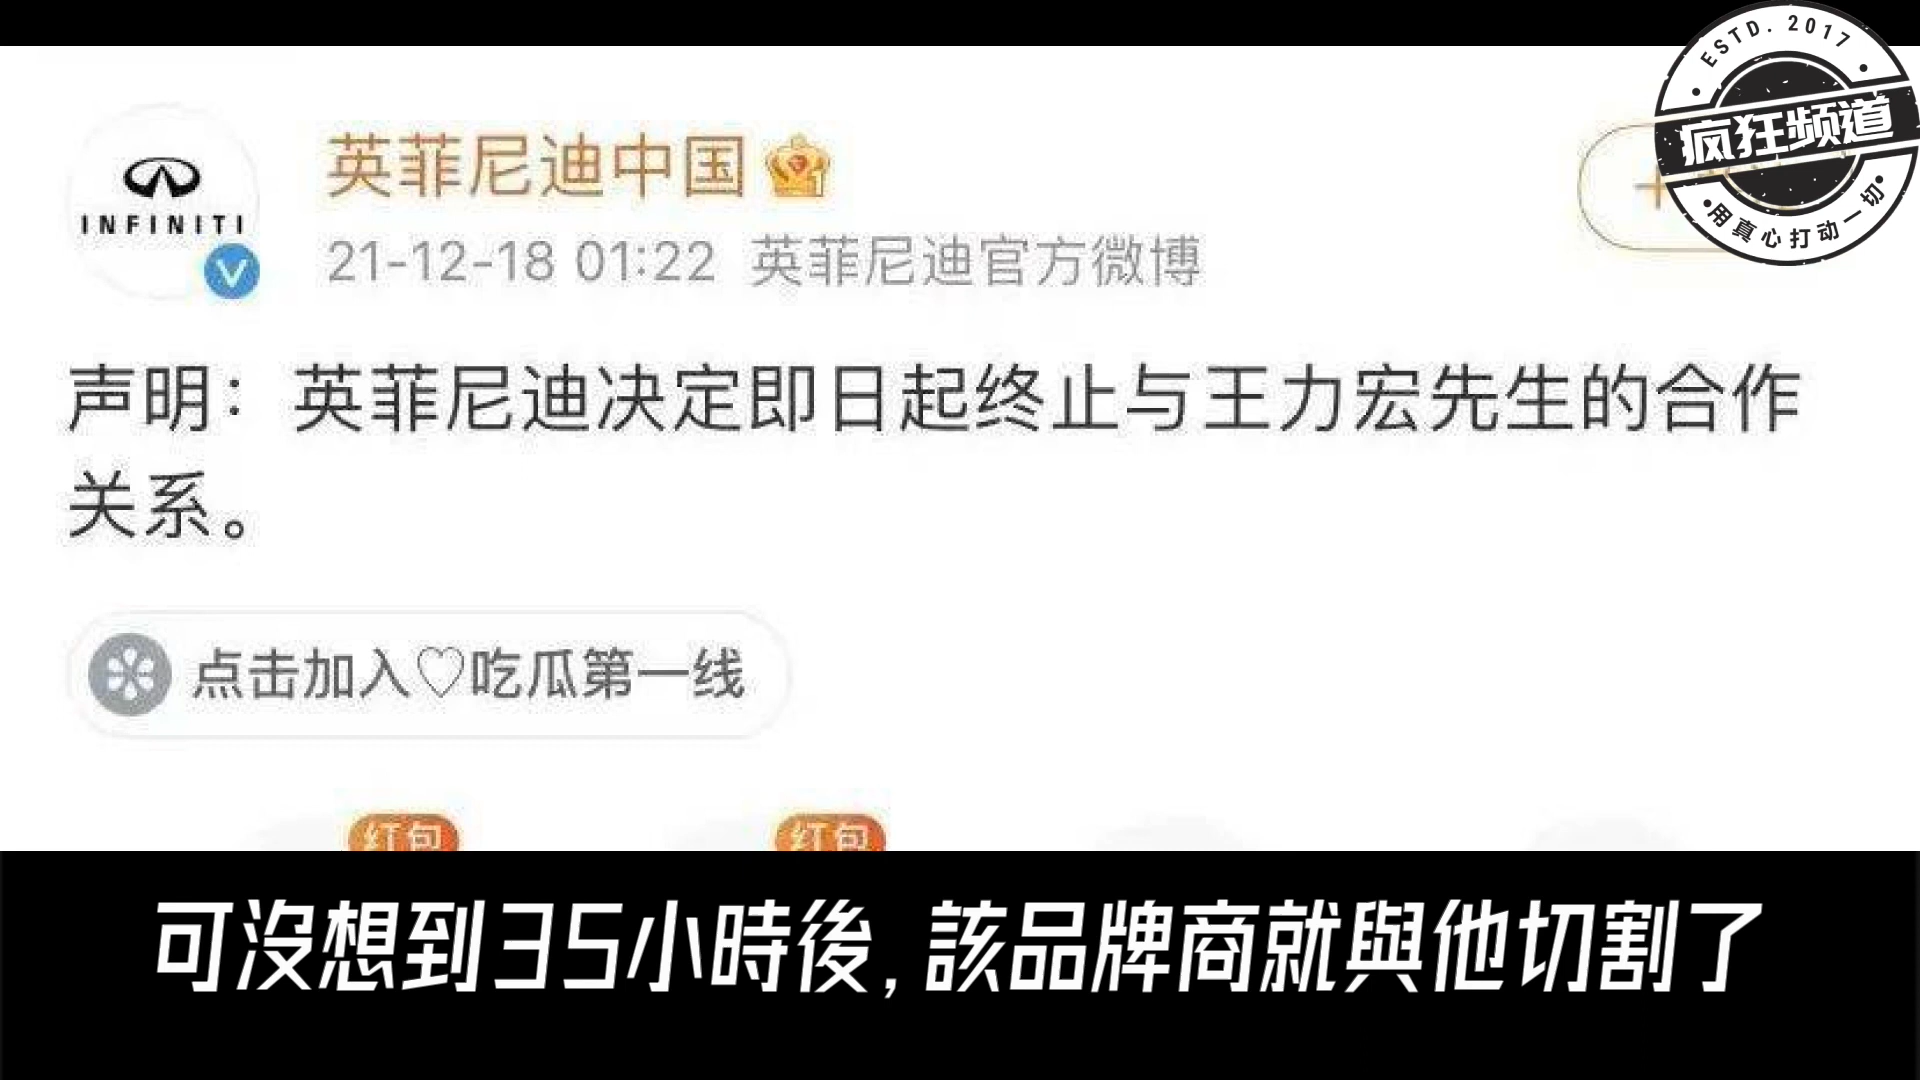 ESTD. 2017
疯狂频道
用真心打动一切
INFINITI
英菲尼迪中国
21-12-18 01:22 英菲尼迪官方微博
声明：英菲尼迪决定即日起终止与王力宏先生的合作
关系。
点击加入♡吃瓜第一线
红包 红包
可沒想到35小時後,該品牌商就與他切割了